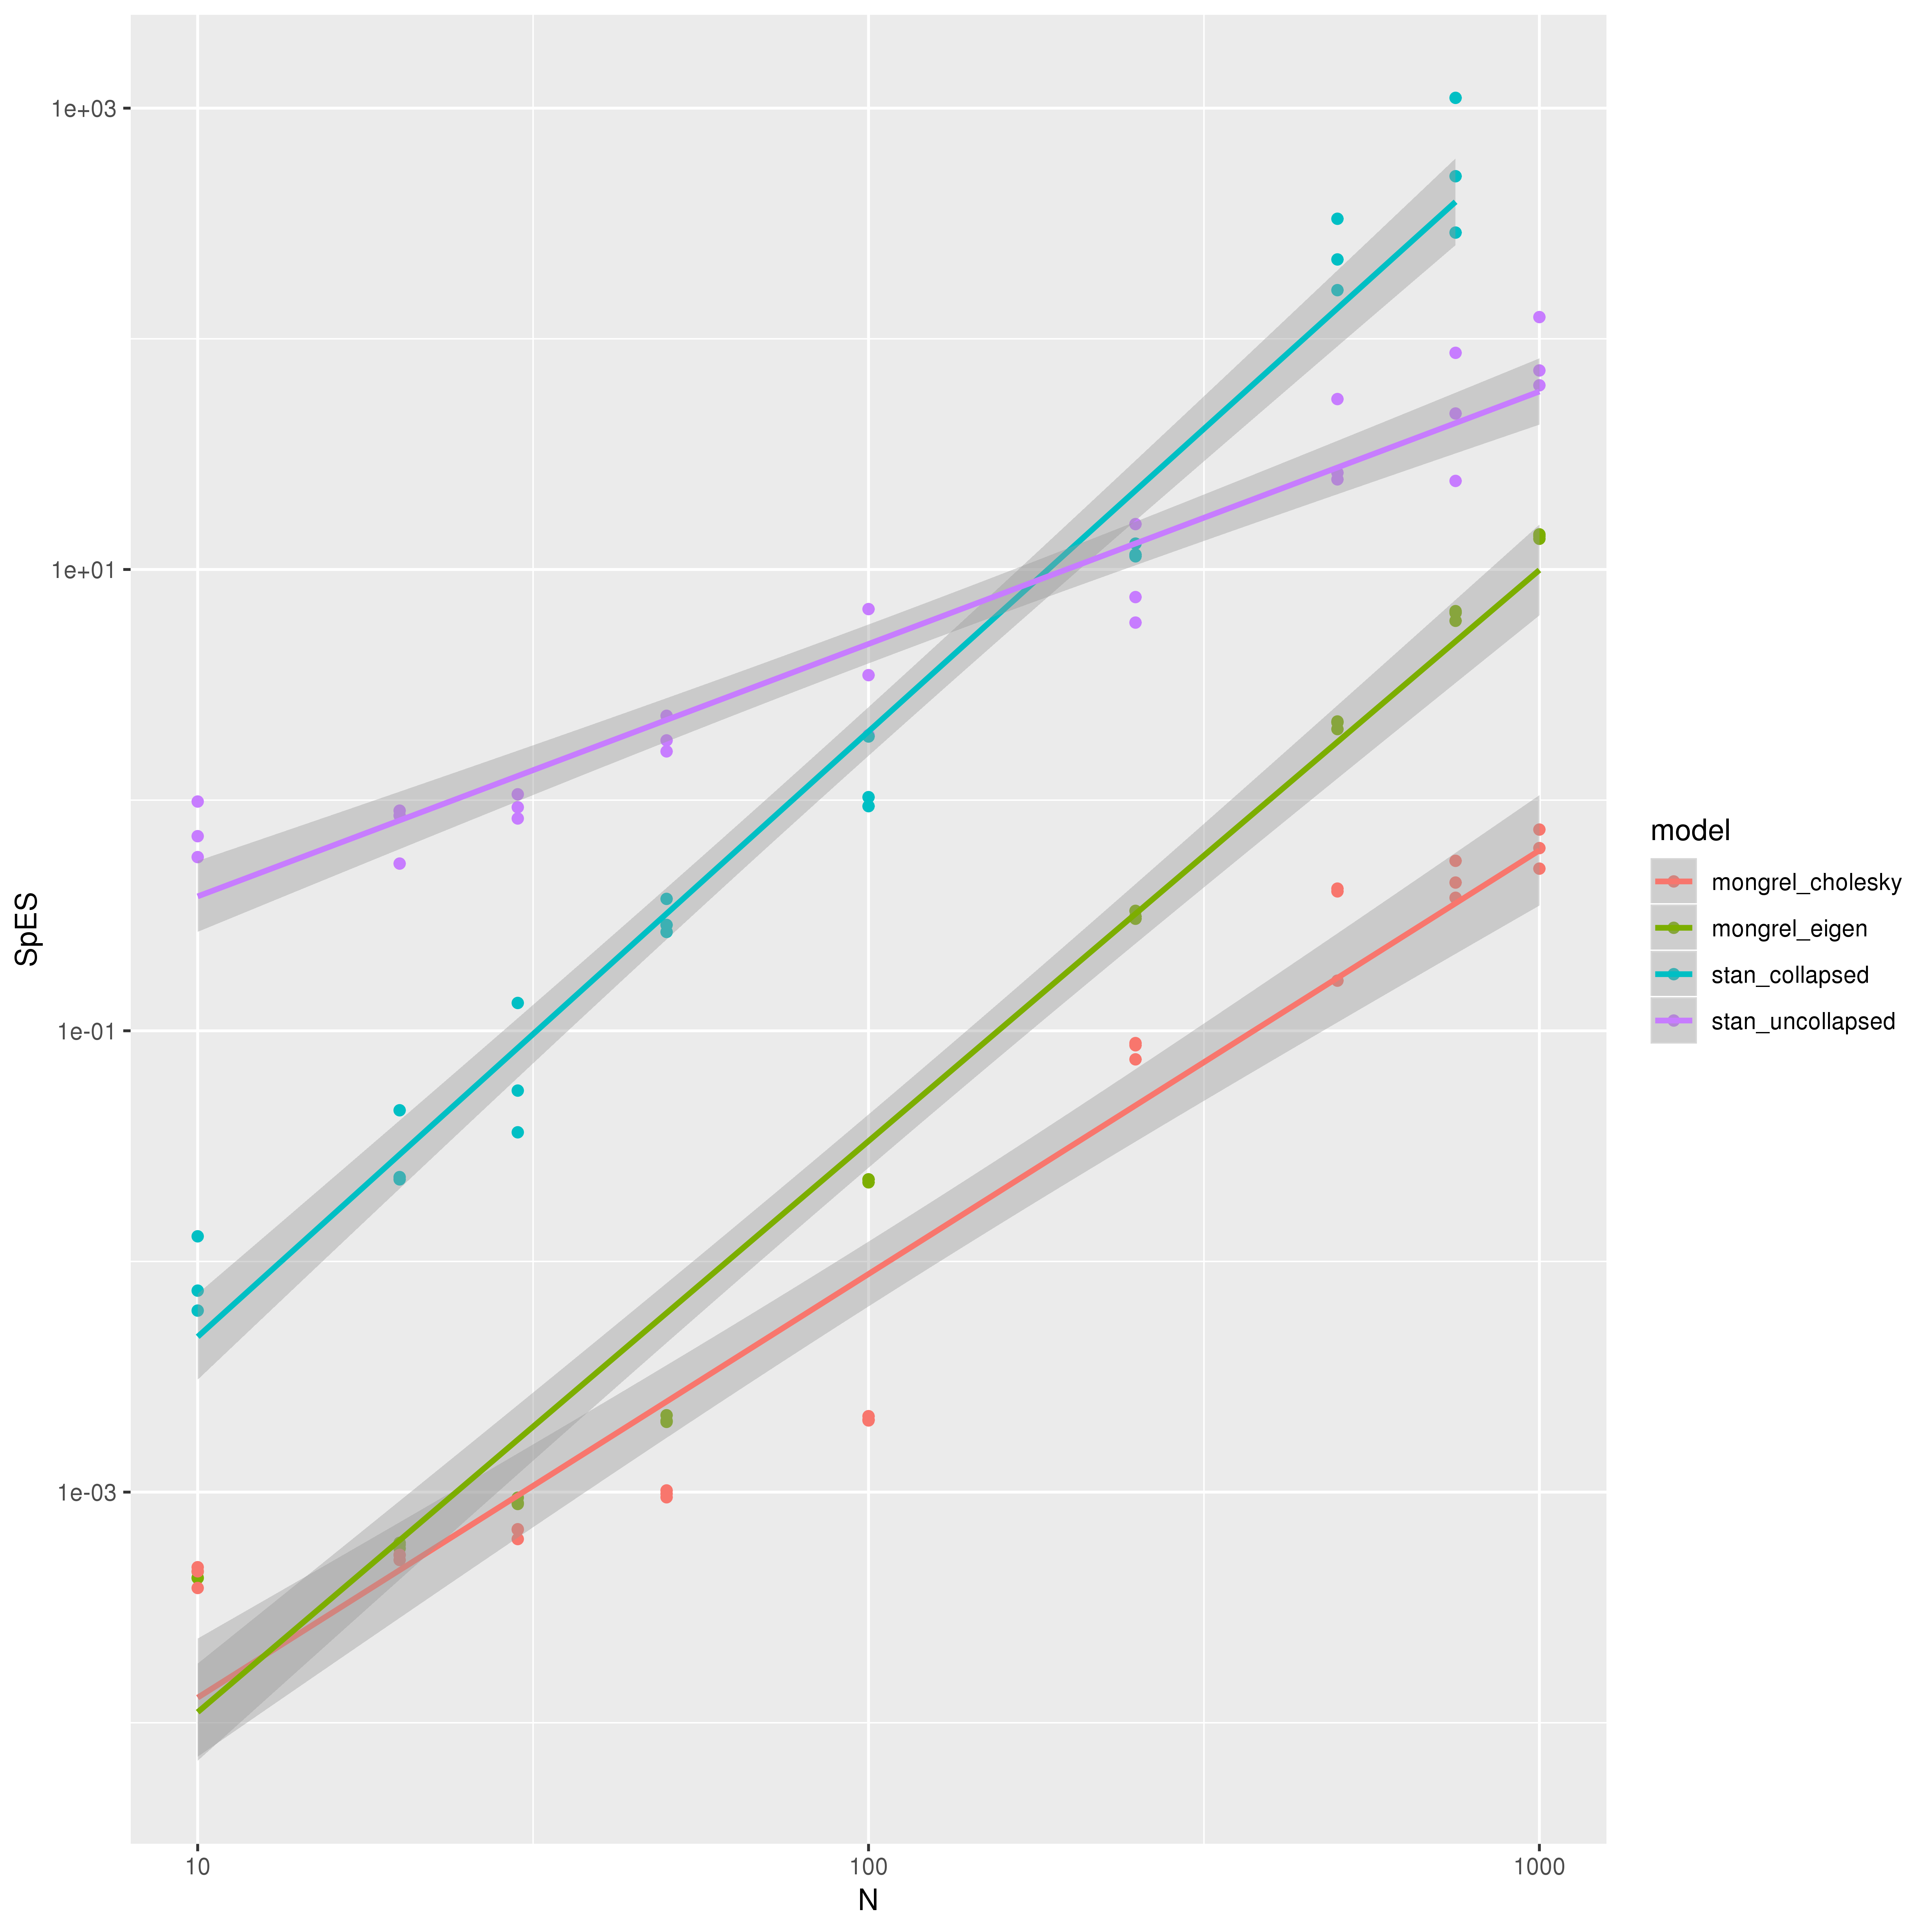 1e+03
1e+01
1e-01
1e-03
SpES
10
100
1000
N
model
mongrel_cholesky
mongrel_eigen
stan_collapsed
stan_uncollapsed